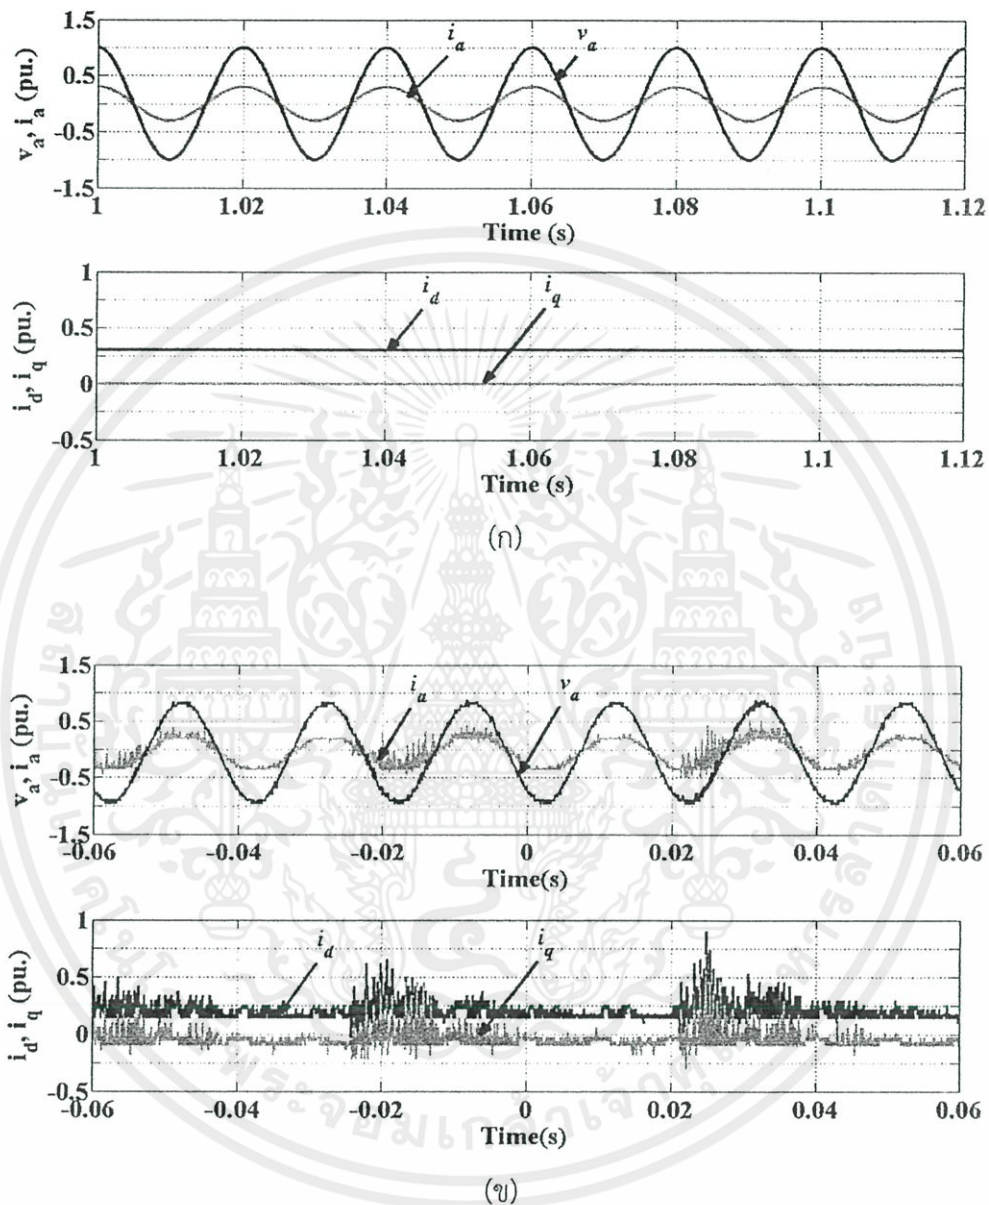 1.5
0.5
-0.5
-1.5
v_a, i_a (pu.)
i_a
v_a
1 1.02 1.04 1.06 1.08 1.1 1.12
Time (s)
1
0.5
0
-0.5
i_d, i_q (pu.)
i_d
i_q
1 1.02 1.04 1.06 1.08 1.1 1.12
Time (s)
(ก)
1.5
0.5
-0.5
-1.5
v_a, i_a (pu.)
i_a
v_a
-0.06 -0.04 -0.02 0 0.02 0.04 0.06
Time(s)
1
0.5
0
0.5
i_d, i_q (pu.)
i_d
i_q
-0.06 -0.04 -0.02 0 0.02 0.04 0.06
Time(s)
(ข)